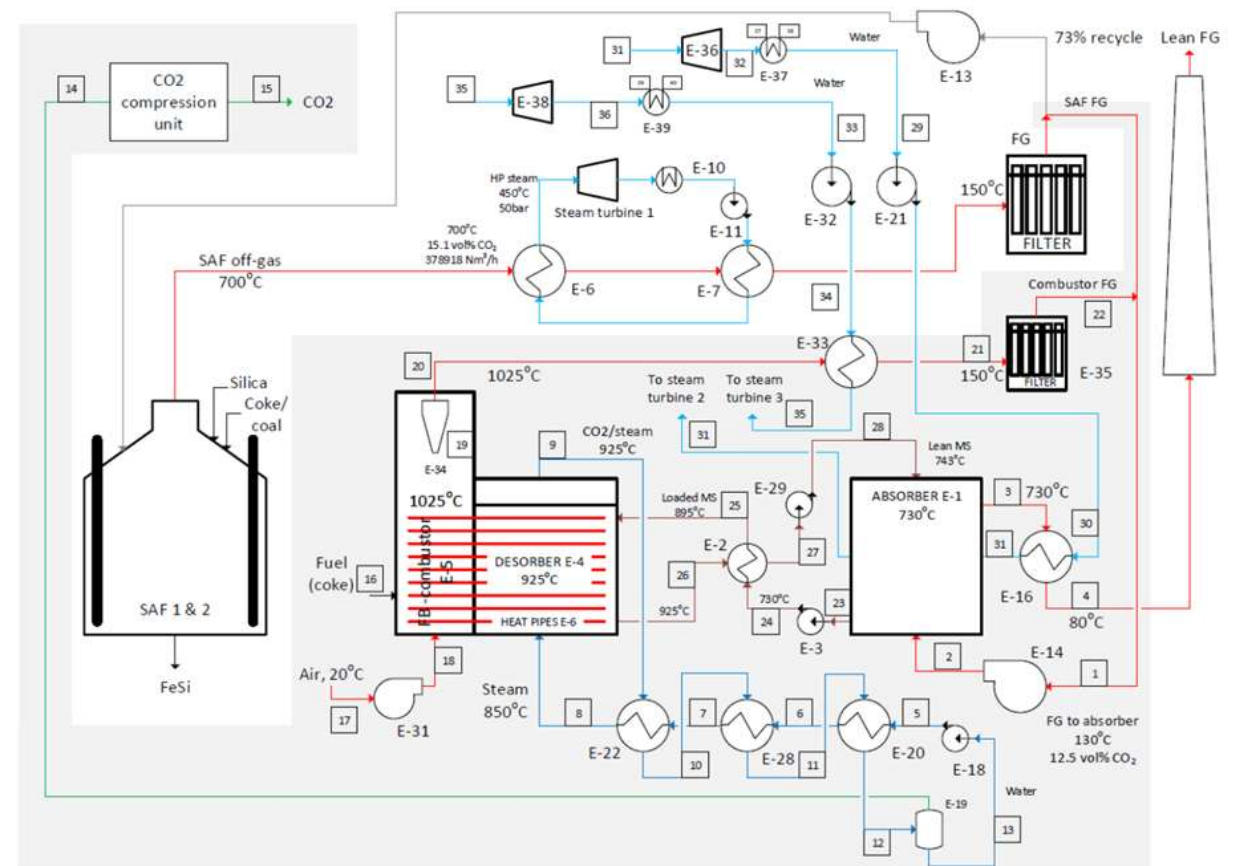 31
E-36
32
E-37
Water
E-13
73% recycle
Lean FG
14
CO2
compression
unit
15
CO2
35
E-38
36
E-39
Water
33
29
SAF FG
FG
150°C
FILTER
HP steam
450°C
50bar
Steam turbine 1
E-10
E-11
E-32
E-21
SAF off-gas
700°C
700°C
15.1 vol% CO₂
378918 Nm³/h
E-6
E-7
34
Combustor FG
22
E-33
21
150°C
FILTER
E-35
Silica
Coke/
coal
20
1025°C
To steam
turbine 2
To steam
turbine 3
31
35
28
19
E-34
9
CO2/steam
925°C
Lean MS
743°C
1025°C
FB-combustor
E-5
Loaded MS
895°C
25
E-29
ABSORBER E-1
730°C
3
730°C
30
31
E-16
4
80°C
Fuel
(coke)
16
DESORBER E-4
925°C
HEAT PIPES E-6
26
925°C
E-2
27
730°C
24
23
E-3
SAF 1 & 2
FeSi
Air, 20°C
17
18
E-31
Steam
850°C
8
E-22
7
E-28
6
E-20
5
E-18
2
E-14
1
FG to absorber
130°C
12.5 vol% CO₂
10
11
Water
E-19
12
13